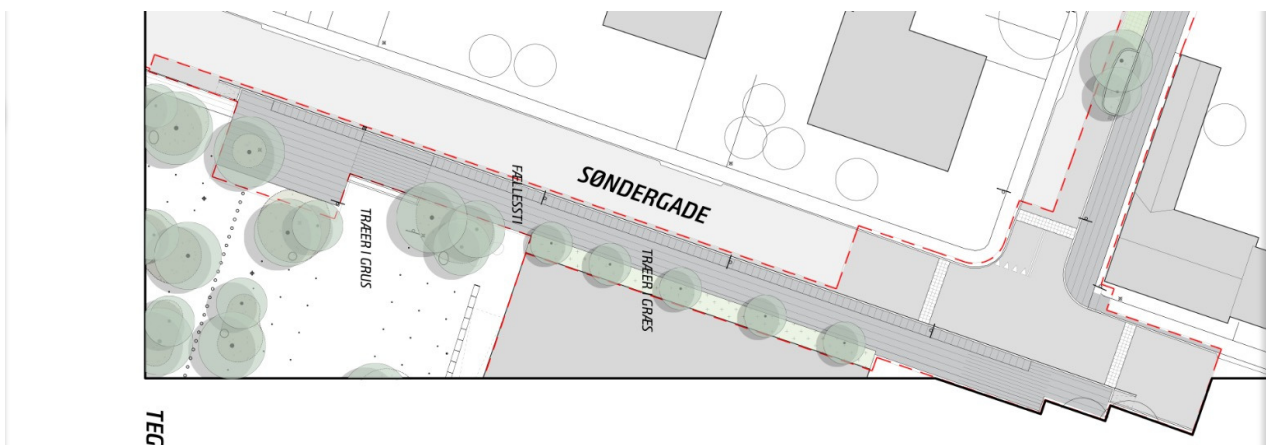 SØNDERGADE
FÆLLESSTI
TRÆER I GRUS
TRÆER I GRÆS
TEG